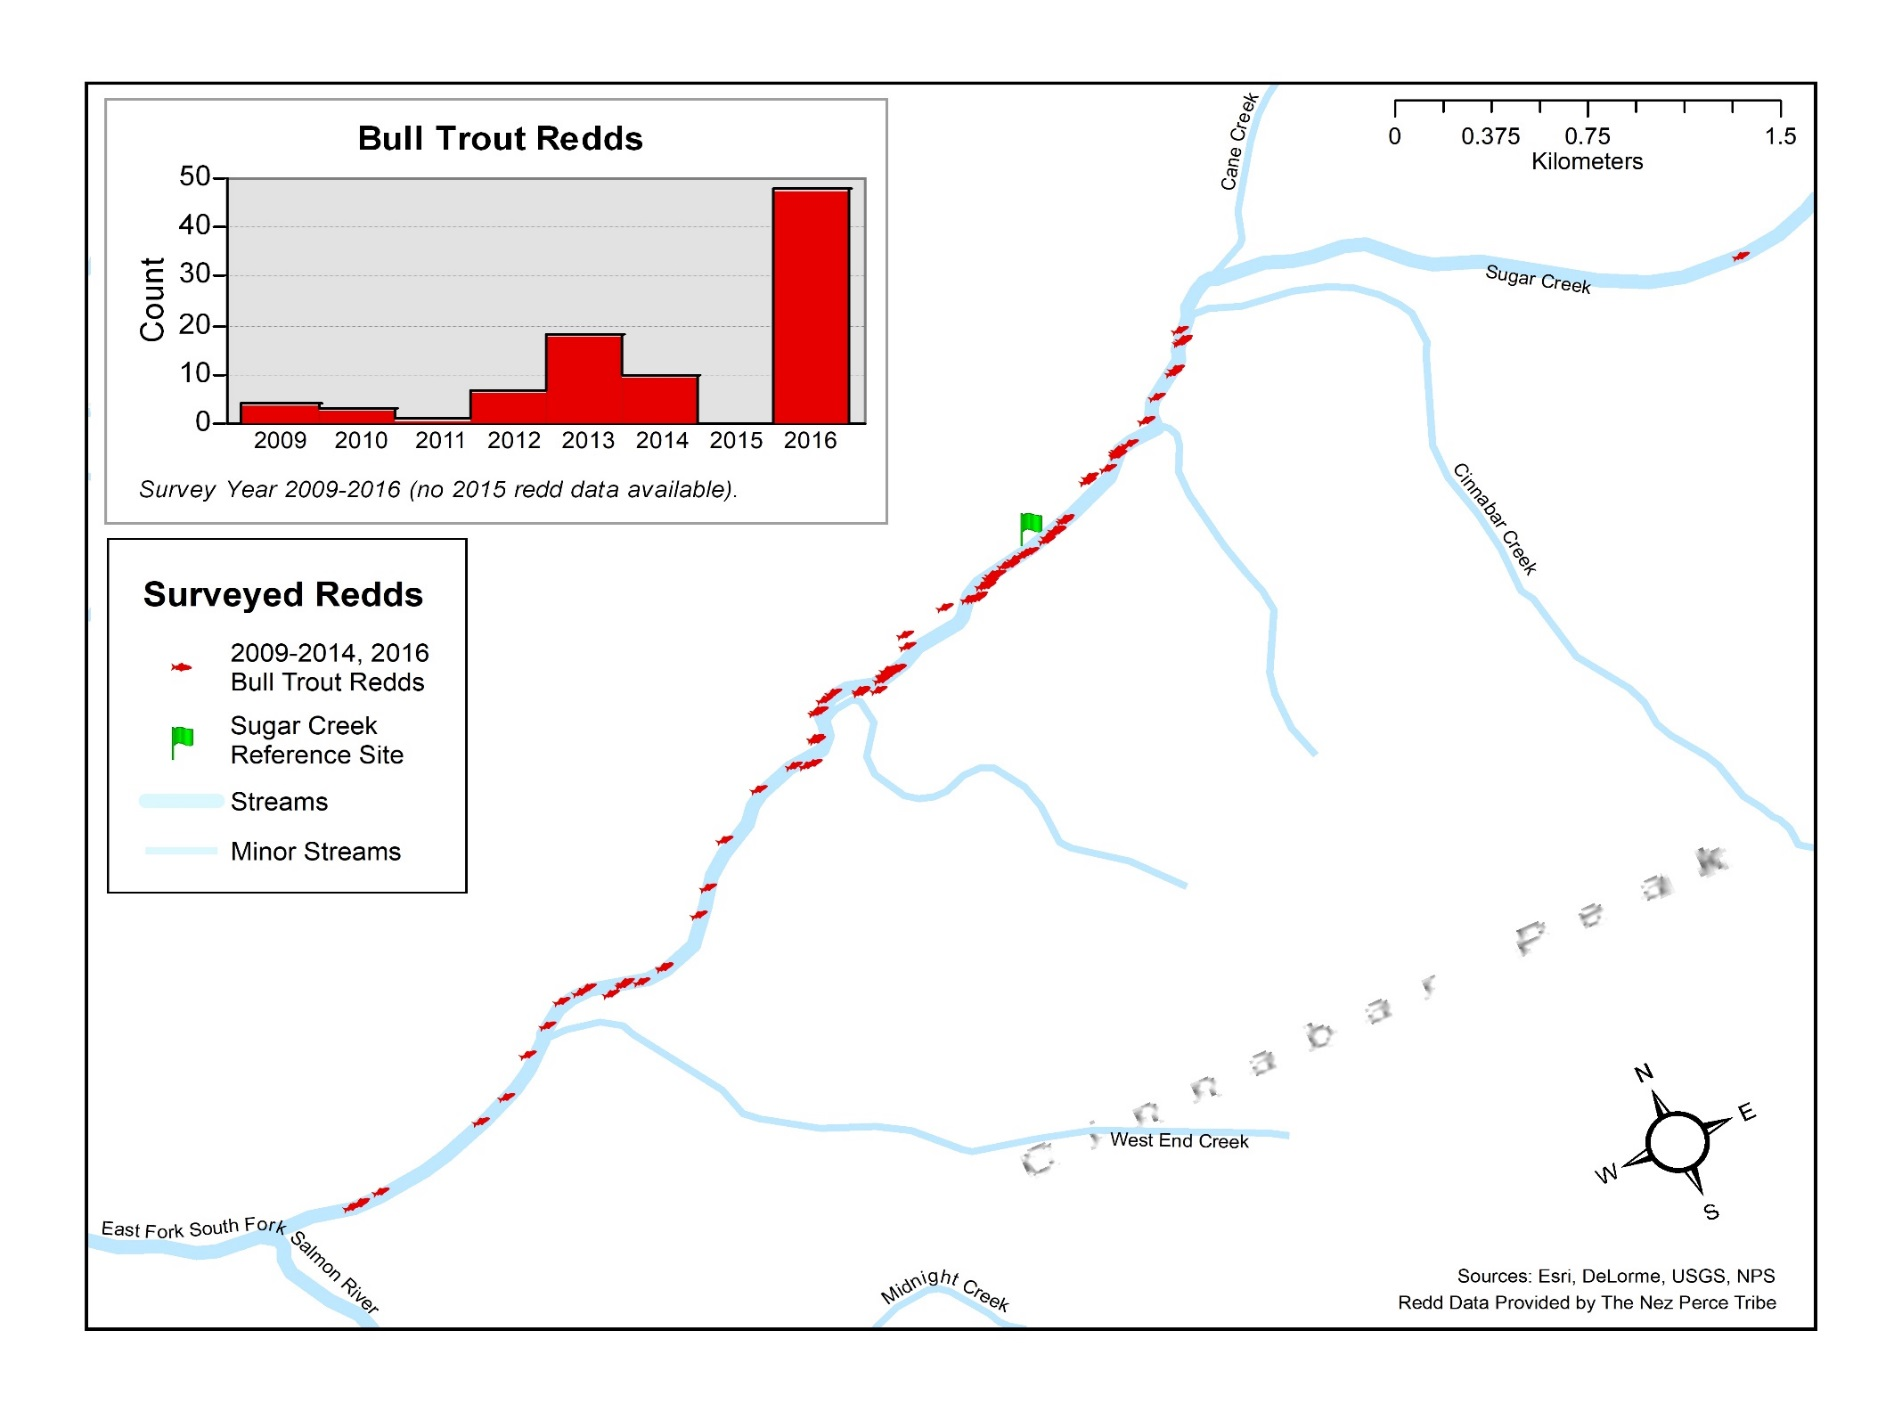 Bull Trout Redds
50
40
30
20
10
0
Count
2009 2010 2011 2012 2013 2014 2015 2016
Survey Year 2009-2016 (no 2015 redd data available).
Surveyed Redds
2009-2014, 2016
Bull Trout Redds
Sugar Creek
Reference Site
Streams
Minor Streams
0 0.375 0.75 1.5
Kilometers
Cane Creek
Sugar Creek
Cinnabar Creek
Cinnabar Peak
West End Creek
East Fork South Fork Salmon River
Midnight Creek
N
E
W
S
Sources: Esri, DeLorme, USGS, NPS
Redd Data Provided by The Nez Perce Tribe